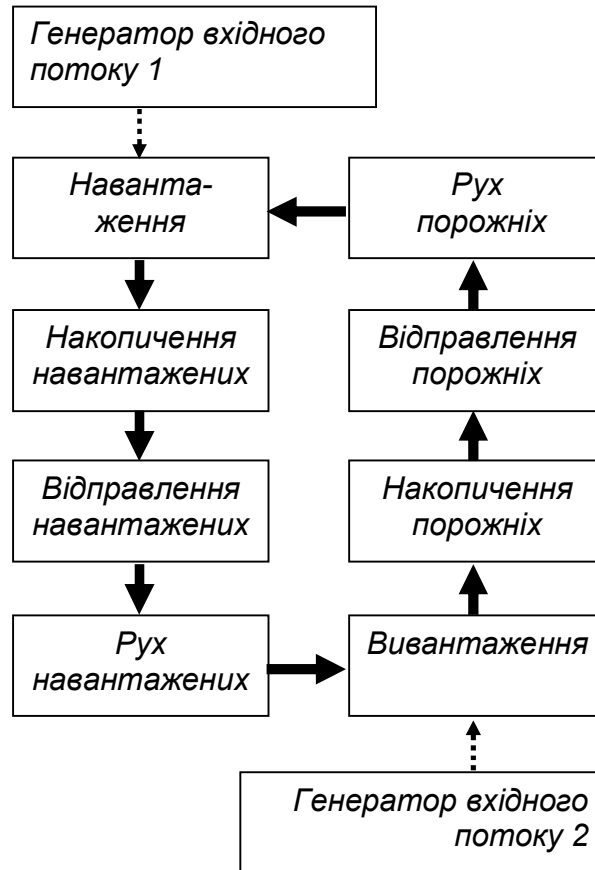 Генератор вхідного
потоку 1
Наванта-
ження
Рух
порожніх
Накопичення
навантажених
Відправлення
порожніх
Відправлення
навантажених
Накопичення
порожніх
Рух
навантажених
Вивантаження
Генератор вхідного
потоку 2